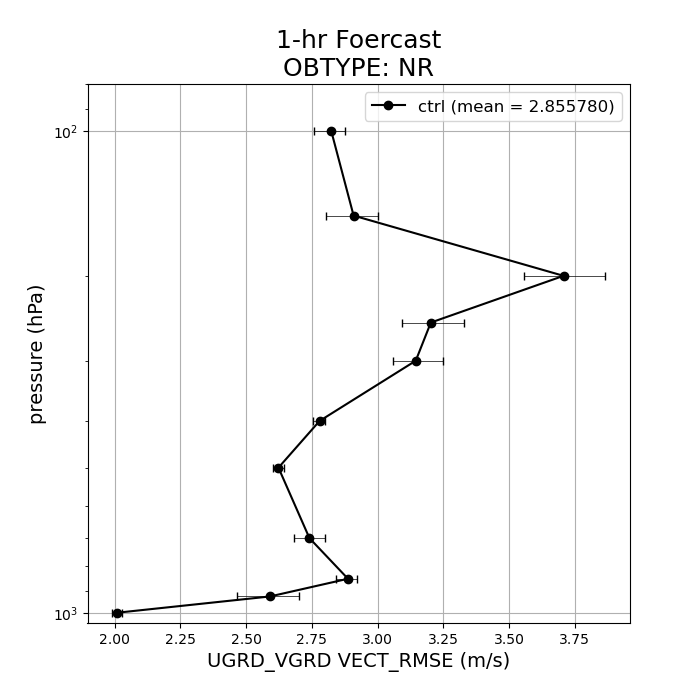 1-hr Foercast
OBTYPE: NR
ctrl (mean = 2.855780)
10²
pressure (hPa)
10³
2.00 2.25 2.50 2.75 3.00 3.25 3.50 3.75
UGRD_VGRD VECT_RMSE (m/s)